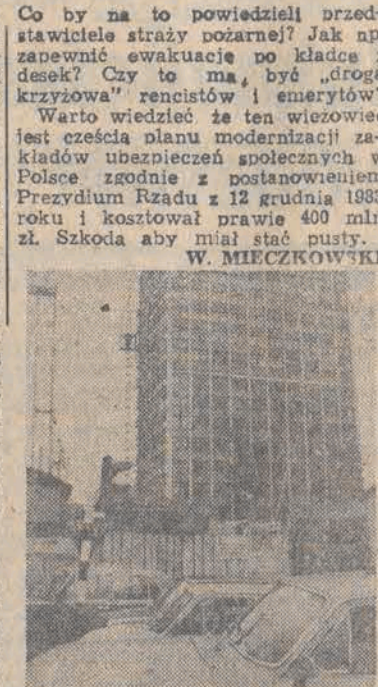 Co by na to powiedzieli przed-
stawiciele straży pożarnej? Jak np
zapewnić ewakuację po kładce z
desek? Czy to ma, być „droga
krzyżowa” rencistów i emerytów”
Warto wiedzieć że ten wieżowiec
jest cześcią planu modernizacji za-
kładów ubezpieczeń społecznych w
Polsce zgodnie z postanowieniem
Prezydium Rządu z 12 grudnia 1983
roku i kosztował prawie 400 mln
zł. Szkoda aby miał stać pusty.
W. MIECZKOWSKI